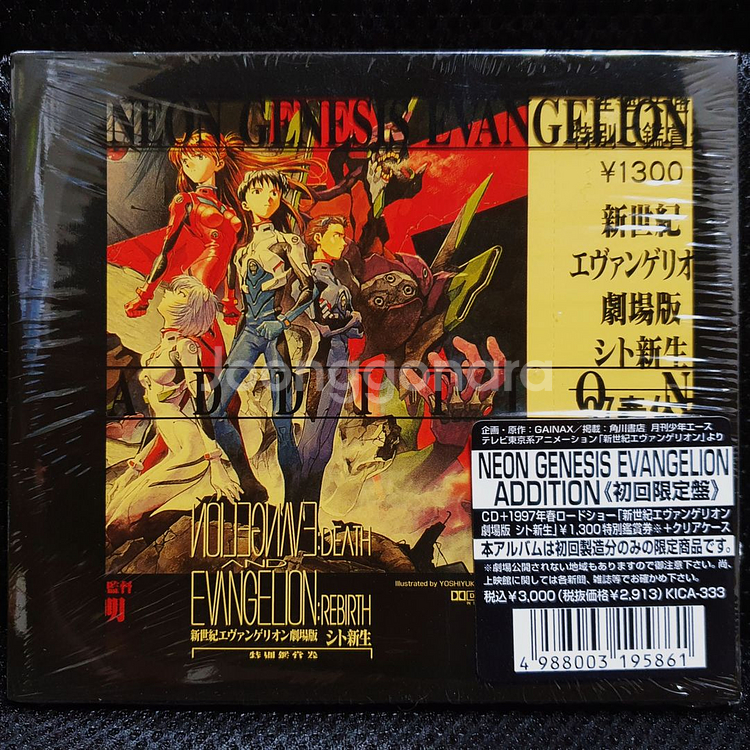 NEON GENESIS EVANGELION
特別鑑賞
¥1300
新世紀
エヴァンゲリオ
劇場版
シト新生
ADDITION
Joonggonara
企画・原作:GAINAX/掲載:角川書店 月刊少年エース
テレビ東京系アニメーション「新世紀エヴァンゲリオン」より
NEON GENESIS EVANGELION
ADDITION《初回限定盤》
CD+1997年春ロードショー「新世紀エヴァンゲリオン
劇場版 シト新生」¥1,300特別鑑賞券※+クリアケース
本アルバムは初回製造分のみの限定商品です。
※劇場公開されない地域もありますので御注意下さい。尚、
上映館に関しては各新聞、雑誌等でお確かめ下さい。
税込¥3,000(税抜価格¥2,913) KICA-333
4 988003 195861
EVANGELION:DEATH
AND
EVANGELION:REBIRTH
新世紀エヴァンゲリオン劇場版 シト新生
特別鑑賞券
監督
Illustrated by YOSHIYUK